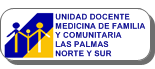 UNIDAD DOCENTE
MEDICINA DE FAMILIA
Y COMUNITARIA
LAS PALMAS
NORTE Y SUR